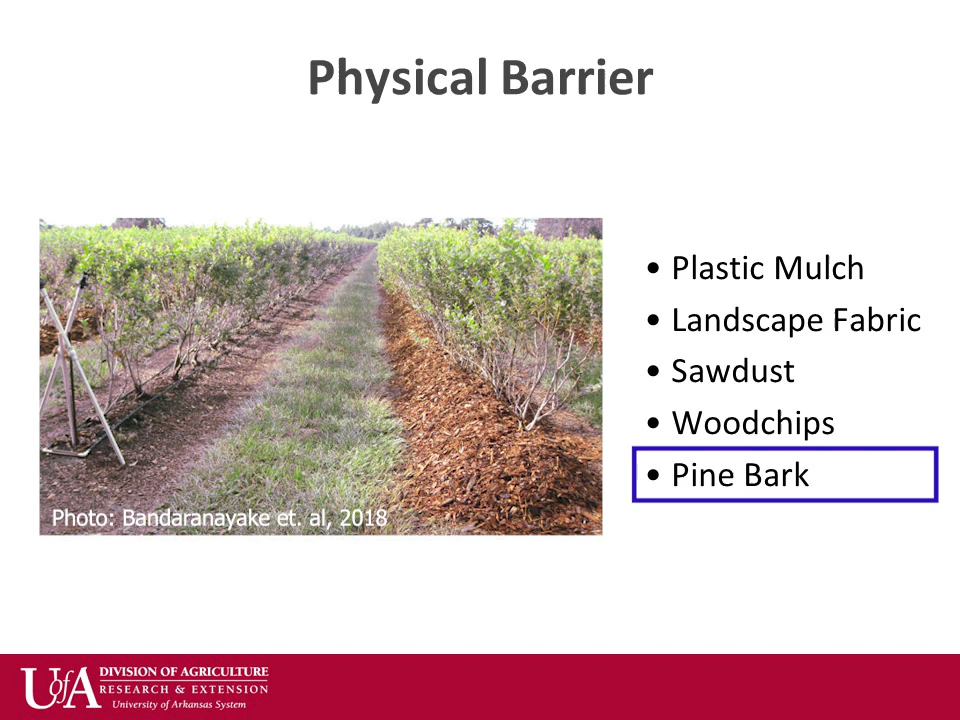 Physical Barrier
• Plastic Mulch
• Landscape Fabric
• Sawdust
• Woodchips
• Pine Bark
Photo: Bandaranayake et. al, 2018
UofA
DIVISION OF AGRICULTURE
RESEARCH & EXTENSION
University of Arkansas System